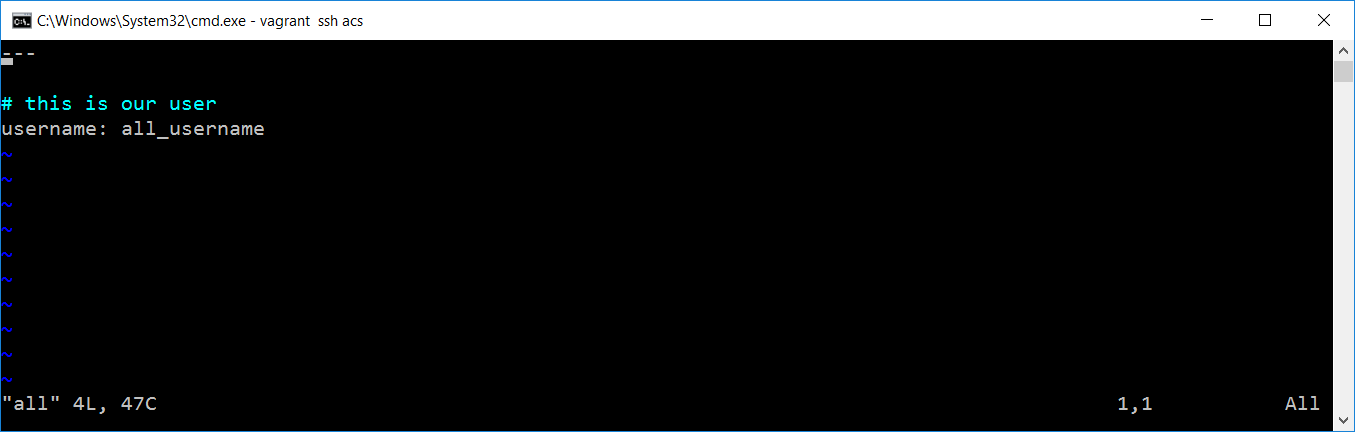 C:\Windows\System32\cmd.exe - vagrant  ssh acs
---
# this is our user
username: all_username
~
~
~
~
~
~
~
~
~
~
"all" 4L, 47C 1,1 All